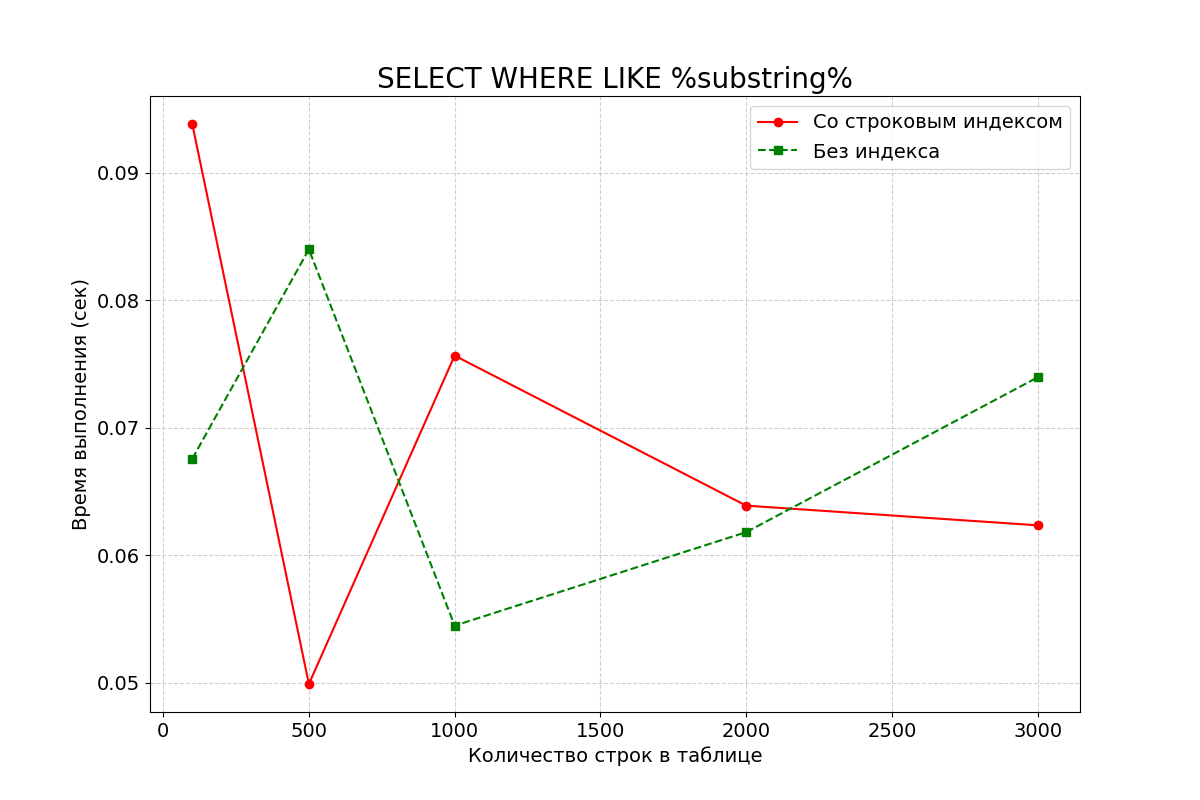 SELECT WHERE LIKE %substring%
Со строковым индексом
Без индекса
Время выполнения (сек)
0.09
0.08
0.07
0.06
0.05
0 500 1000 1500 2000 2500 3000
Количество строк в таблице